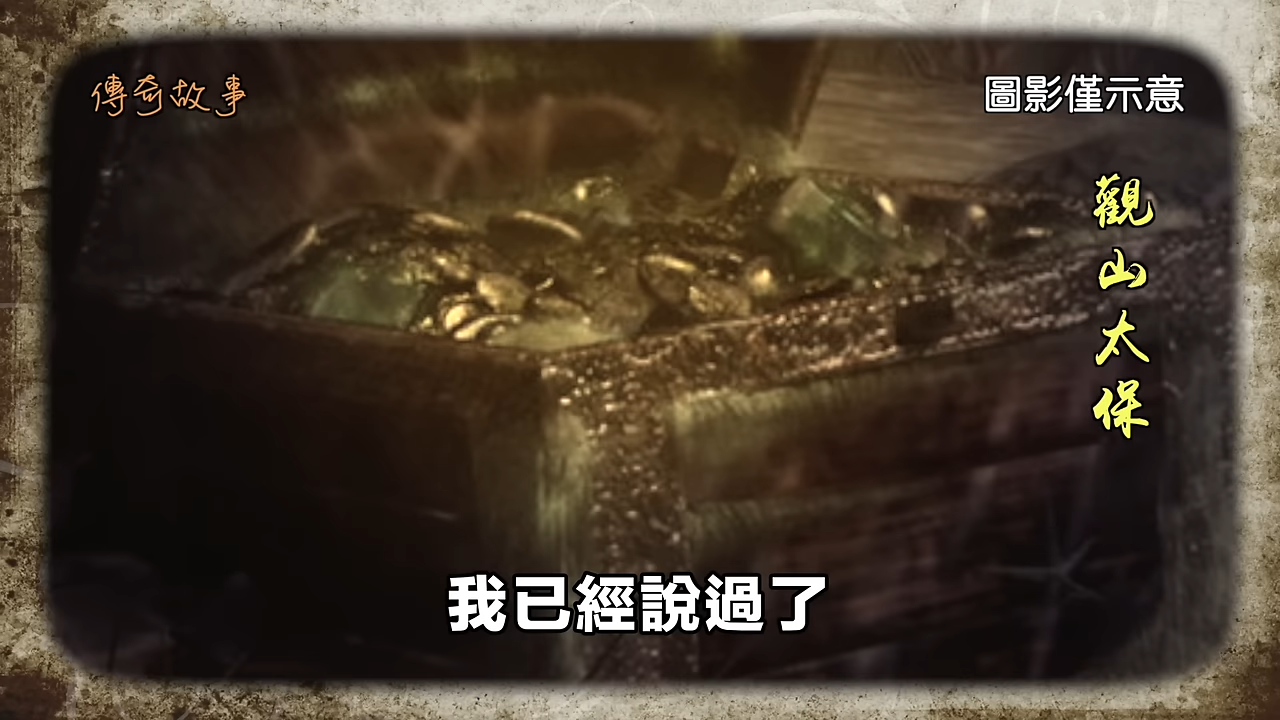 傳奇故事
圖影僅示意
觀山太保
我已經說過了